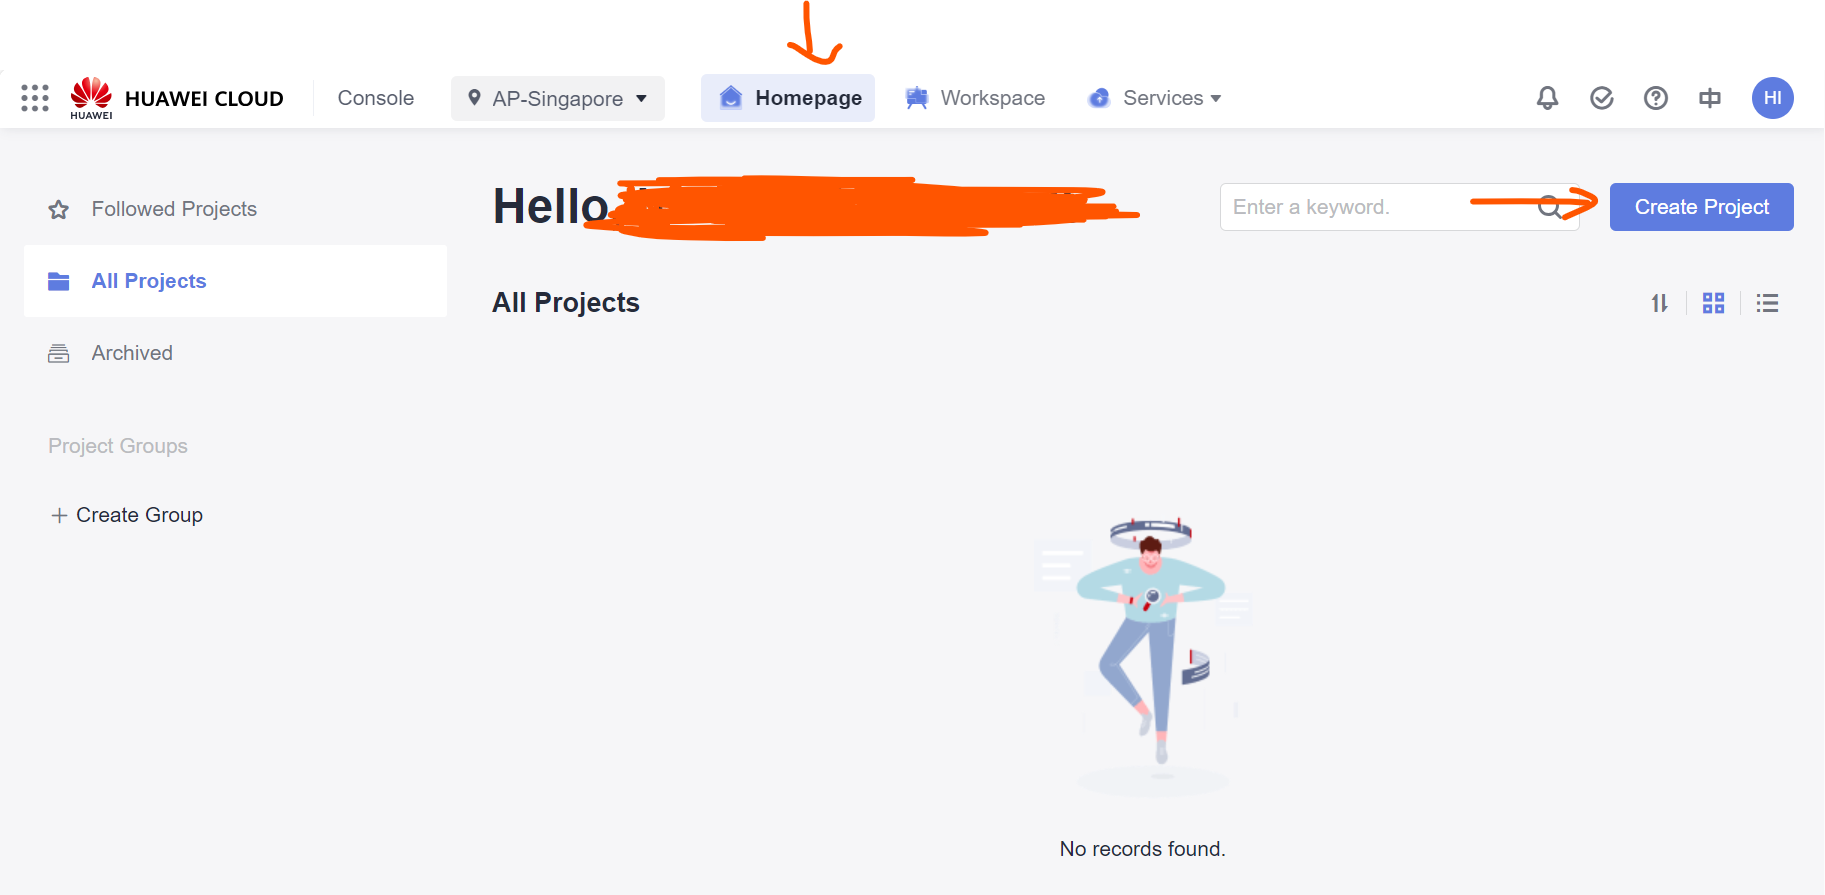 HUAWEI
HUAWEI CLOUD
Console
AP-Singapore
Homepage
Workspace
Services
HI
Followed Projects
All Projects
Archived
Project Groups
+ Create Group
Hello
Enter a keyword.
Create Project
All Projects
No records found.